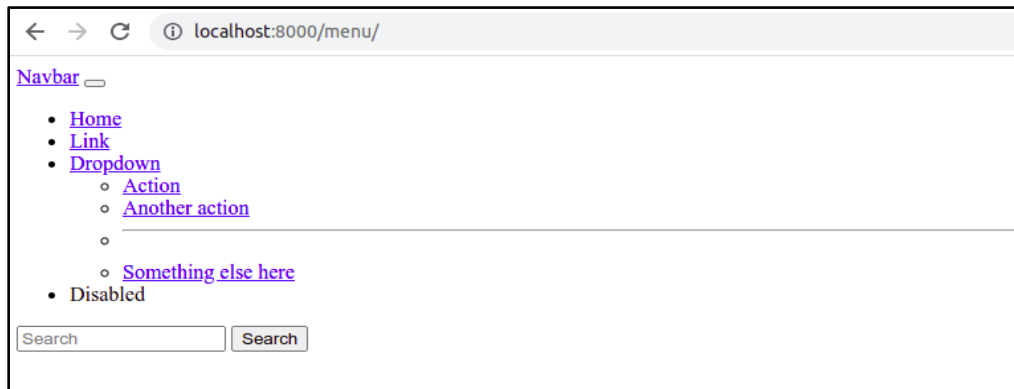 localhost:8000/menu/
Navbar
Home
Link
Dropdown
Action
Another action
Something else here
Disabled
Search Search